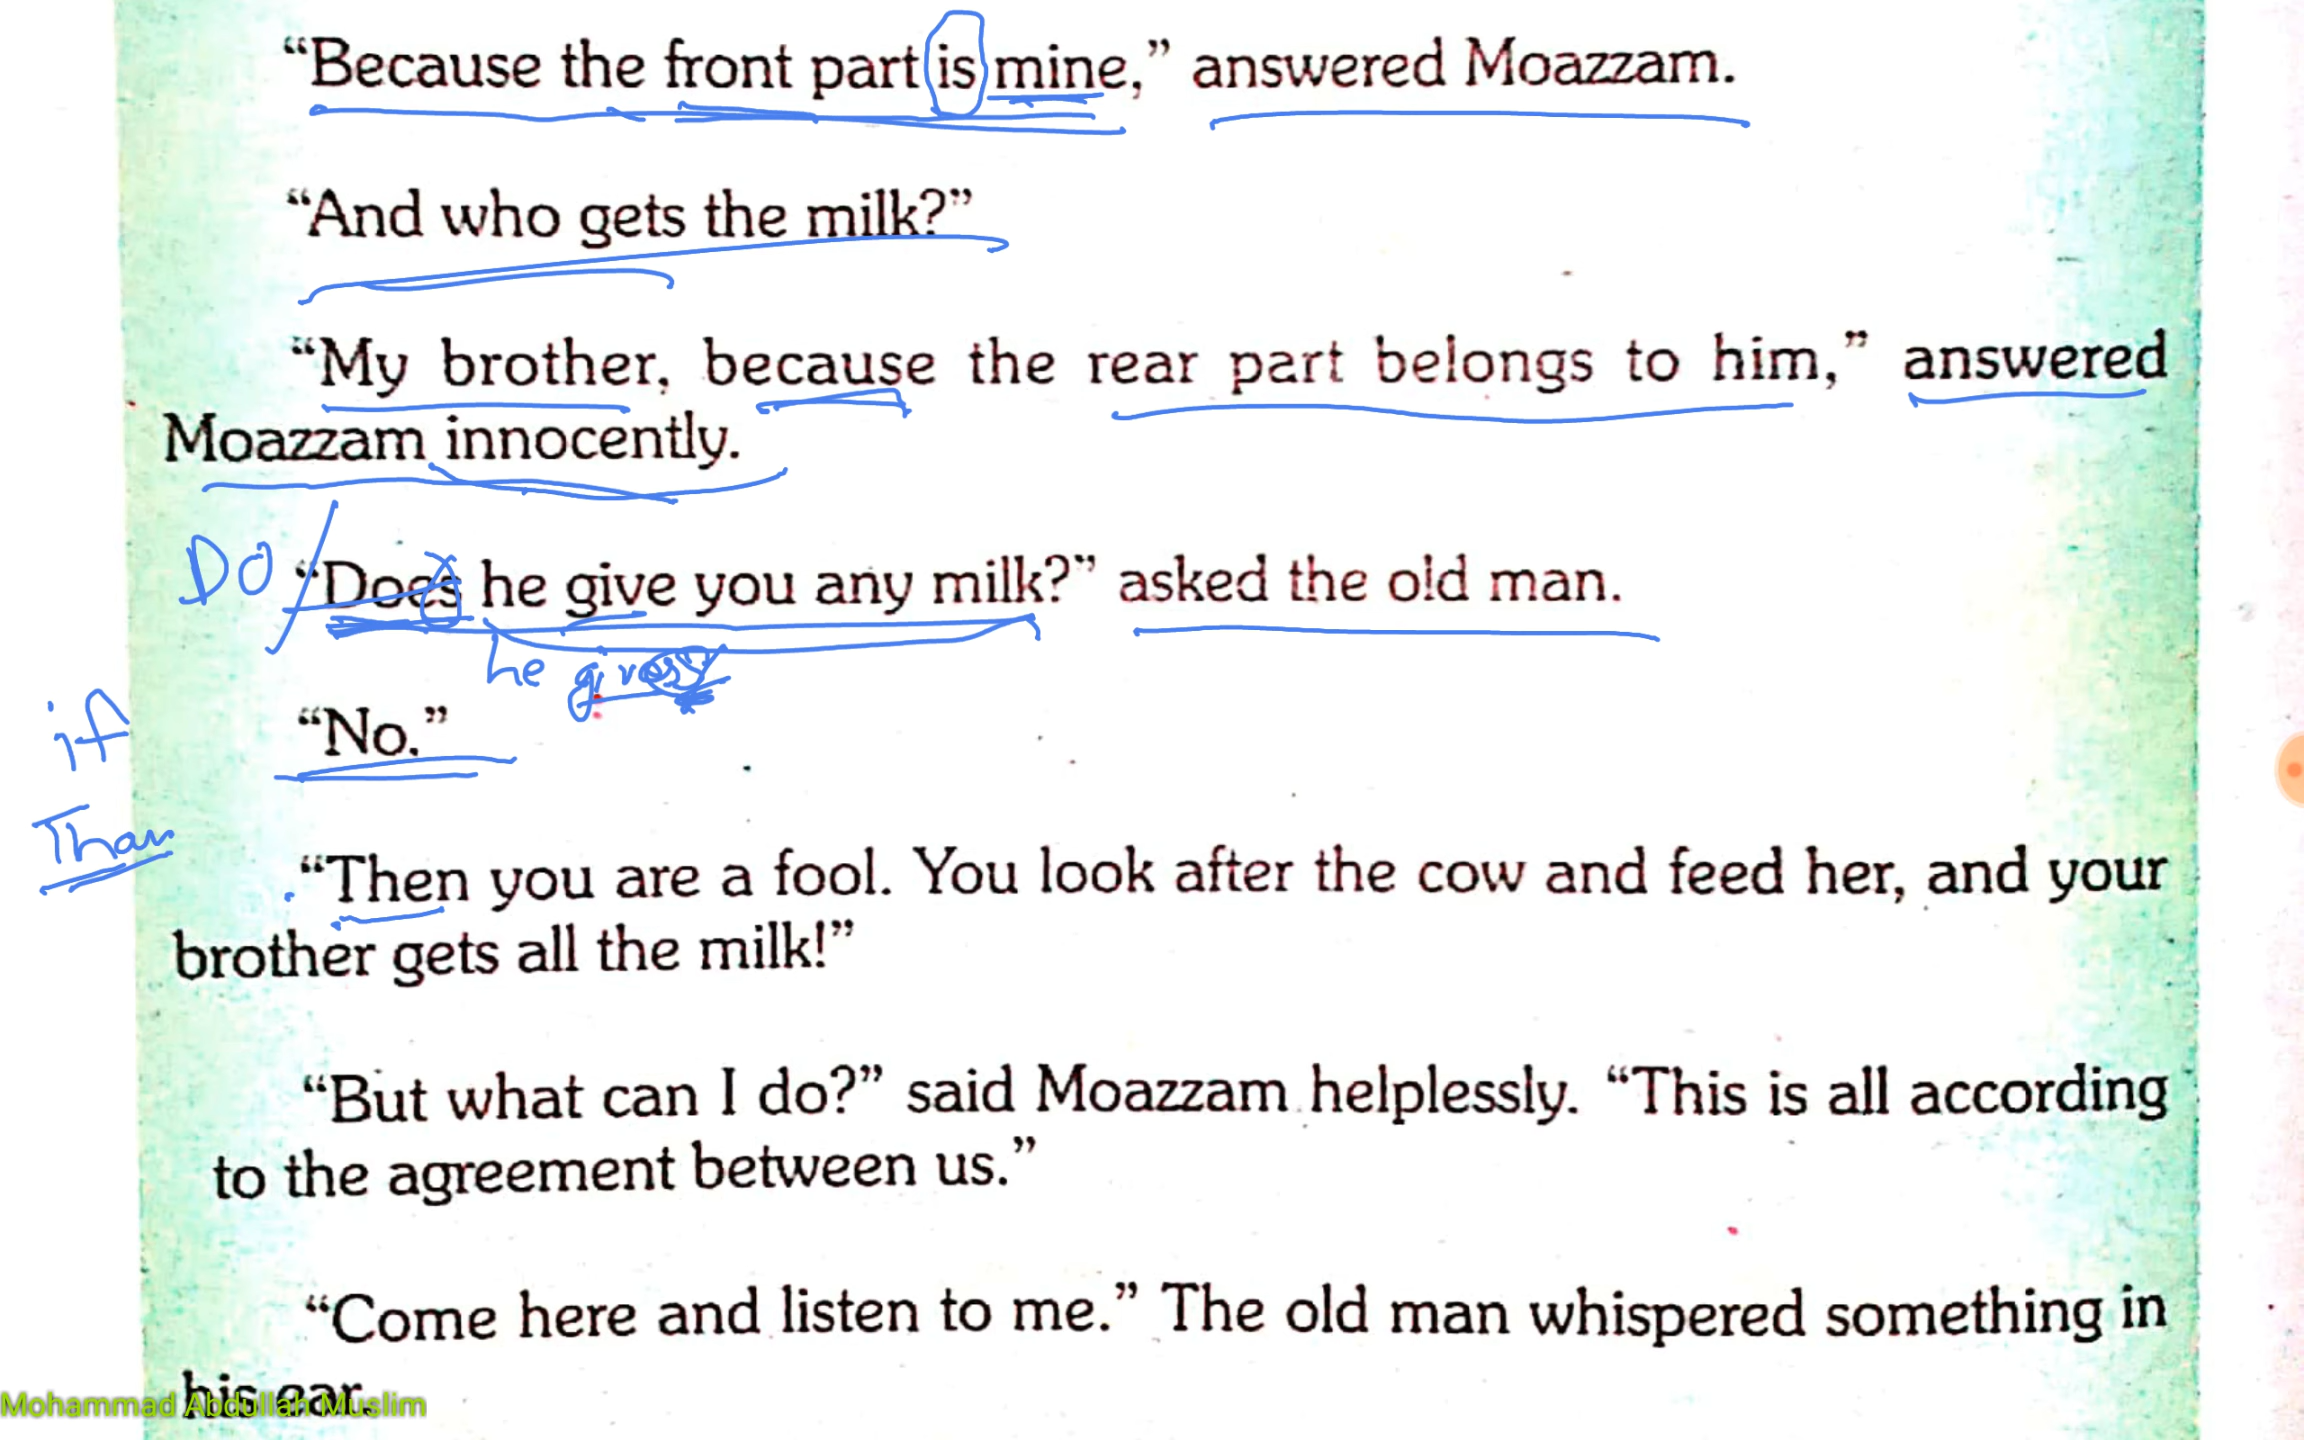 “Because the front part is mine,” answered Moazzam.
“And who gets the milk?”
“My brother, because the rear part belongs to him,” answered
Moazzam innocently.
DO “Does he give you any milk?” asked the old man.
he gives
if
“No.”
Than
“Then you are a fool. You look after the cow and feed her, and your
brother gets all the milk!”
“But what can I do?” said Moazzam helplessly. “This is all according
to the agreement between us.”
“Come here and listen to me.” The old man whispered something in
his ear.
Mohammad Abdullah Muslim